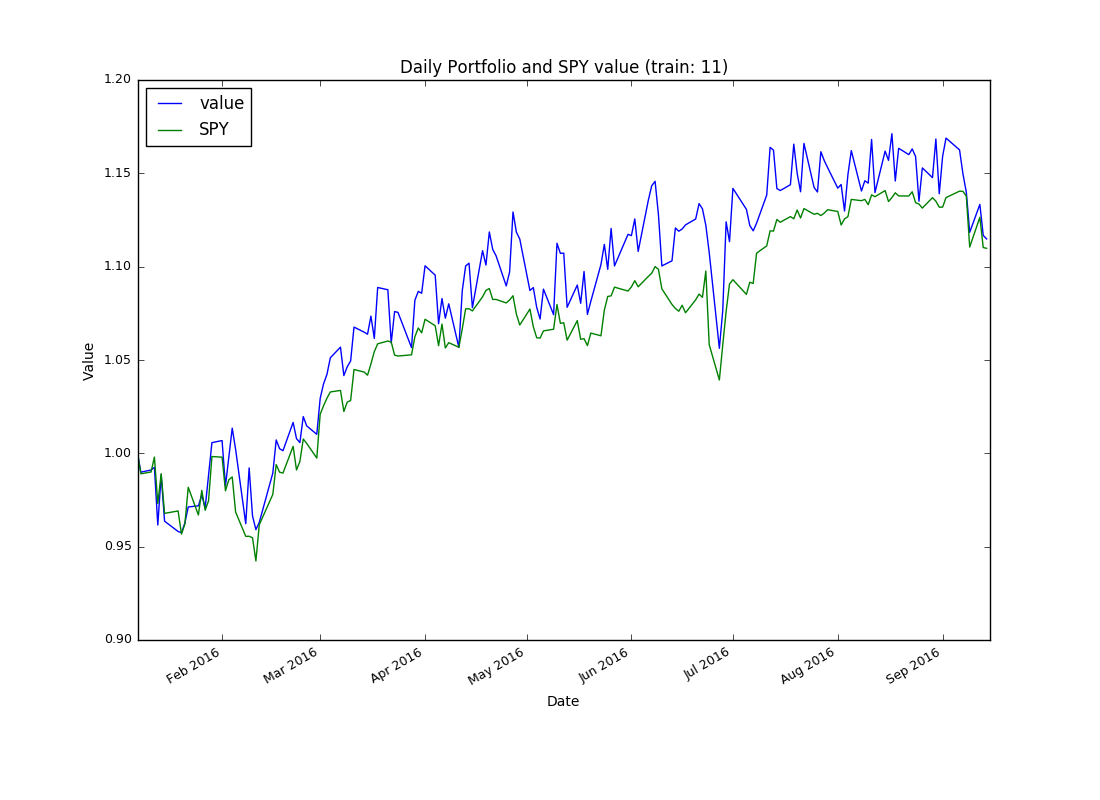 Daily Portfolio and SPY value (train: 11)
value
SPY
1.20
1.15
1.10
1.05
1.00
0.95
0.90
Value
Feb 2016
Mar 2016
Apr 2016
May 2016
Jun 2016
Jul 2016
Aug 2016
Sep 2016
Date